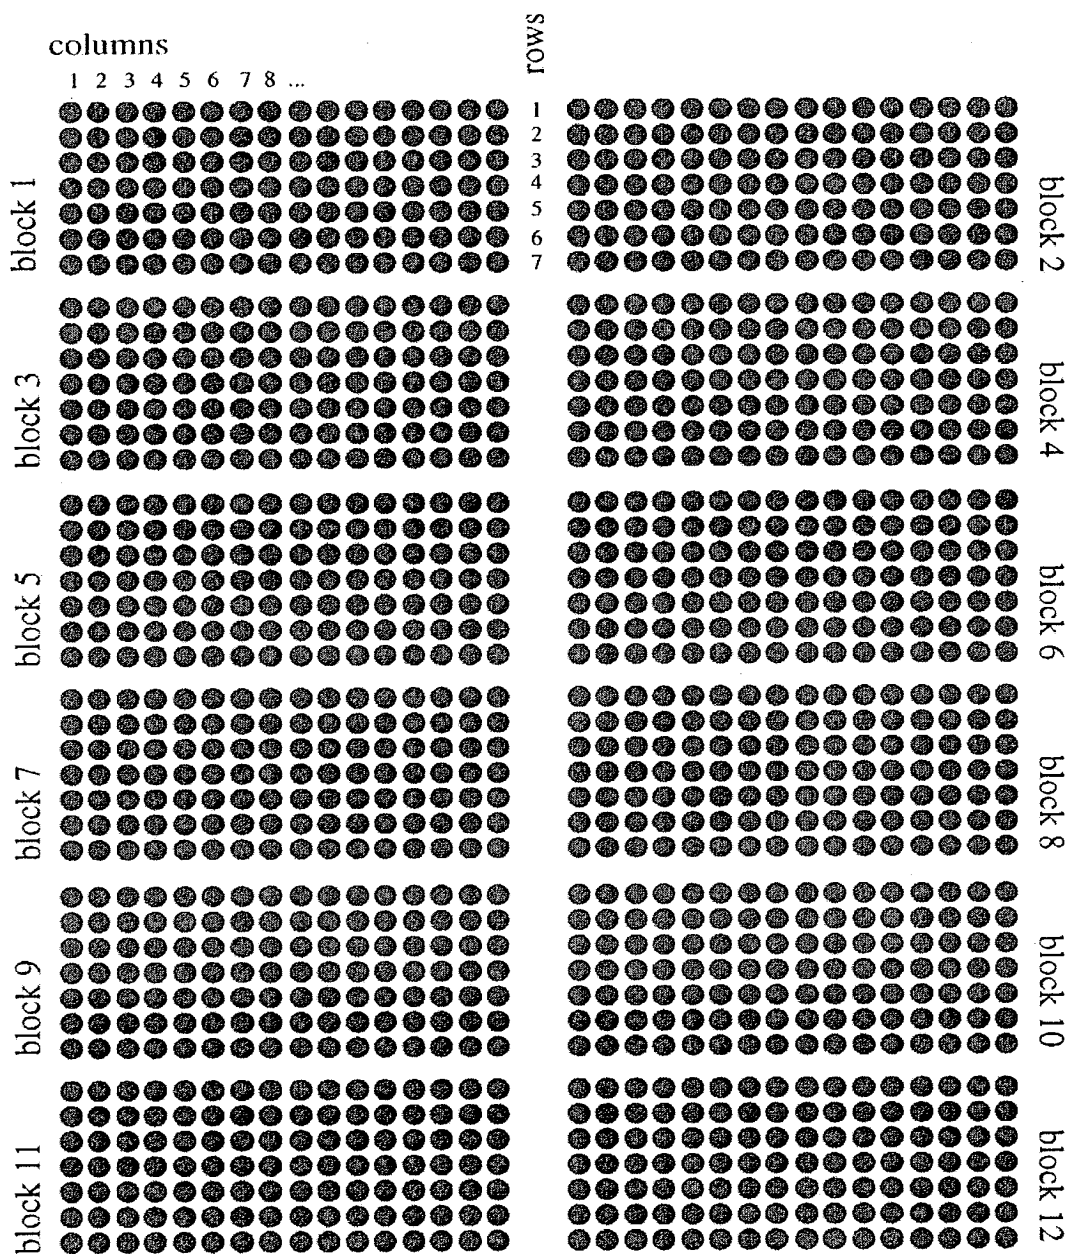 columns
1 2 3 4 5 6 7 8 ...
rows
1
2
3
4
5
6
7
block 1
block 2
block 3
block 4
block 5
block 6
block 7
block 8
block 9
block 10
block 11
block 12